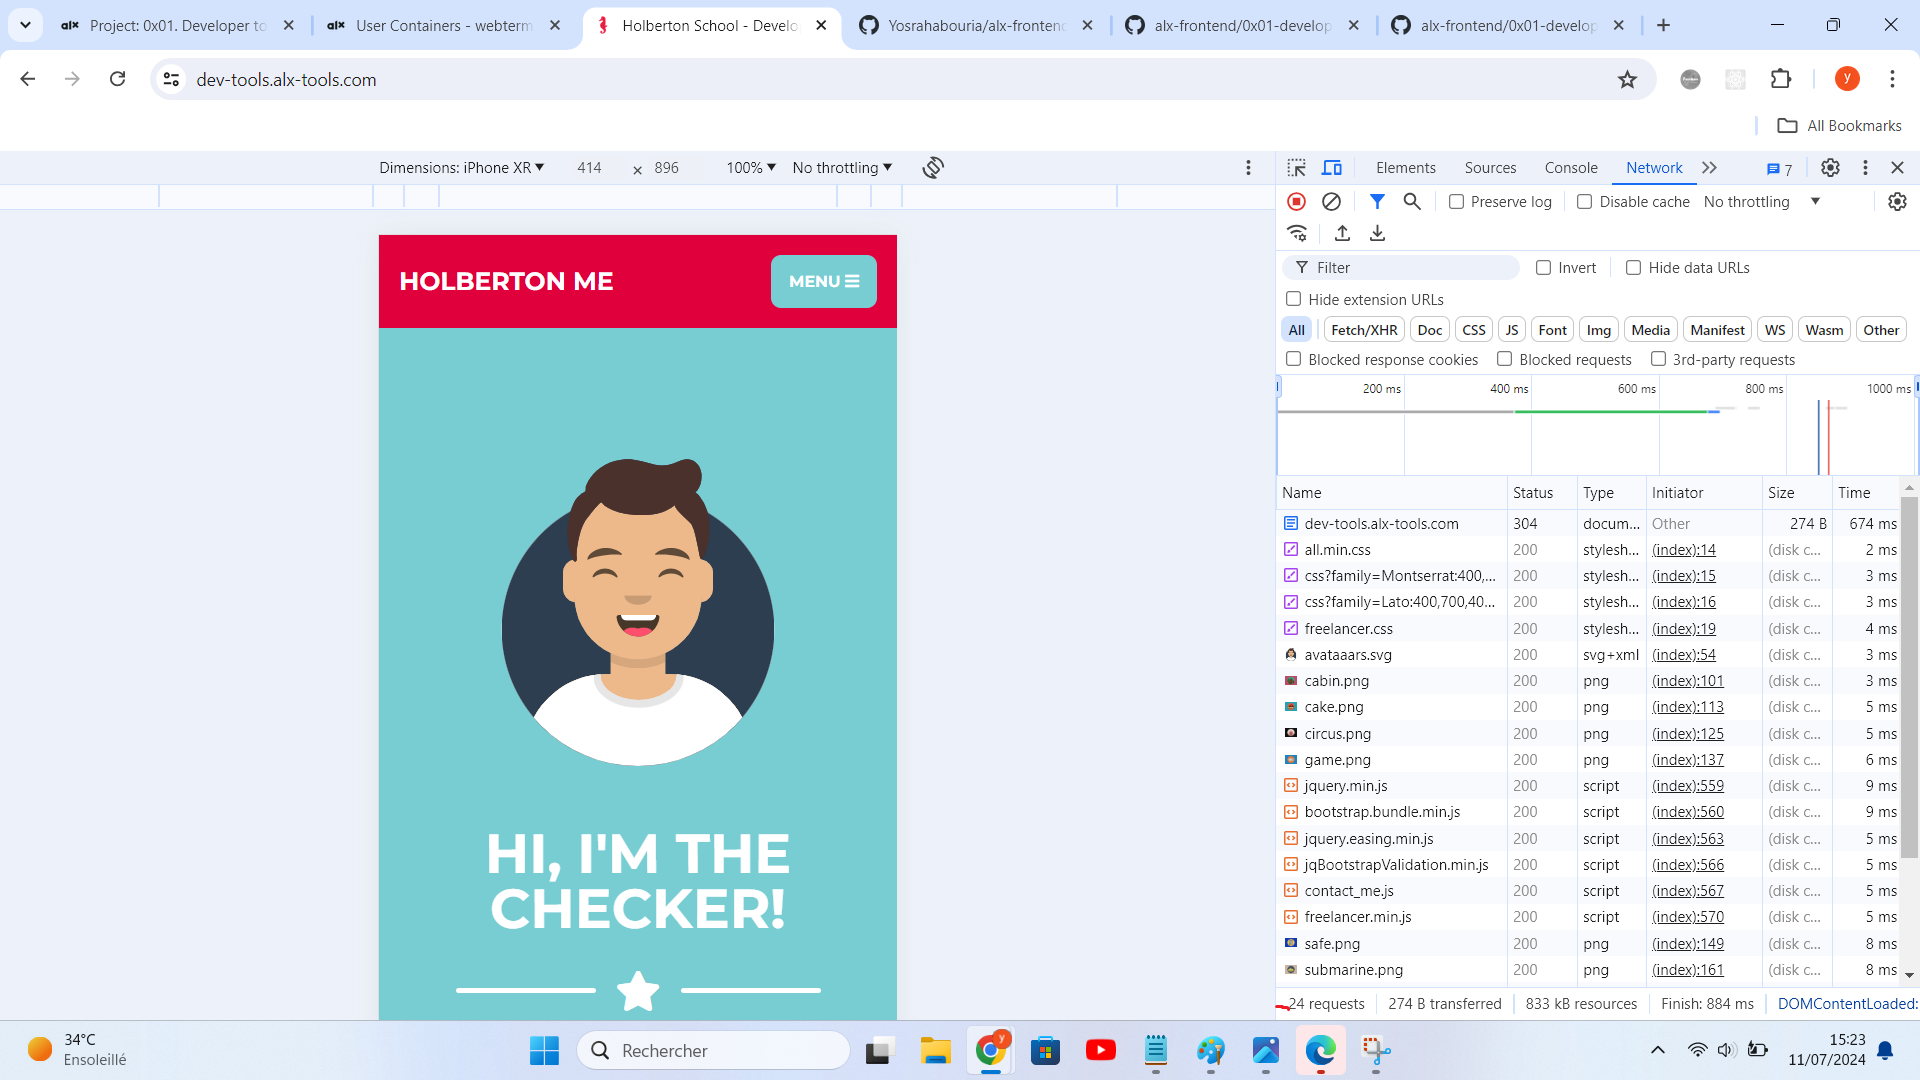 Project: 0x01. Developer to
User Containers - webterm
Holberton School - Develo
Yosrahabouria/alx-frontend
alx-frontend/0x01-develop
alx-frontend/0x01-develop
dev-tools.alx-tools.com
y
All Bookmarks
Dimensions: iPhone XR 414 × 896 100% No throttling
Elements Sources Console Network 7
Preserve log Disable cache No throttling
Filter Invert Hide data URLs
Hide extension URLs
All Fetch/XHR Doc CSS JS Font Img Media Manifest WS Wasm Other
Blocked response cookies Blocked requests 3rd-party requests
200 ms 400 ms 600 ms 800 ms 1000 ms
Name Status Type Initiator Size Time
dev-tools.alx-tools.com 304 docum... Other 274 B 674 ms
all.min.css 200 stylesh... (index):14 (disk c... 2 ms
css?family=Montserrat:400,... 200 stylesh... (index):15 (disk c... 3 ms
css?family=Lato:400,700,40... 200 stylesh... (index):16 (disk c... 3 ms
freelancer.css 200 stylesh... (index):19 (disk c... 4 ms
avataaars.svg 200 svg+xml (index):54 (disk c... 3 ms
cabin.png 200 png (index):101 (disk c... 3 ms
cake.png 200 png (index):113 (disk c... 5 ms
circus.png 200 png (index):125 (disk c... 5 ms
game.png 200 png (index):137 (disk c... 6 ms
jquery.min.js 200 script (index):559 (disk c... 9 ms
bootstrap.bundle.min.js 200 script (index):560 (disk c... 9 ms
jquery.easing.min.js 200 script (index):563 (disk c... 5 ms
jqBootstrapValidation.min.js 200 script (index):566 (disk c... 5 ms
contact_me.js 200 script (index):567 (disk c... 5 ms
freelancer.min.js 200 script (index):570 (disk c... 5 ms
safe.png 200 png (index):149 (disk c... 8 ms
submarine.png 200 png (index):161 (disk c... 8 ms
24 requests 274 B transferred 833 kB resources Finish: 884 ms DOMContentLoaded:
HOLBERTON ME
MENU
HI, I'M THE
CHECKER!
34°C
Ensoleillé
Rechercher
15:23
11/07/2024